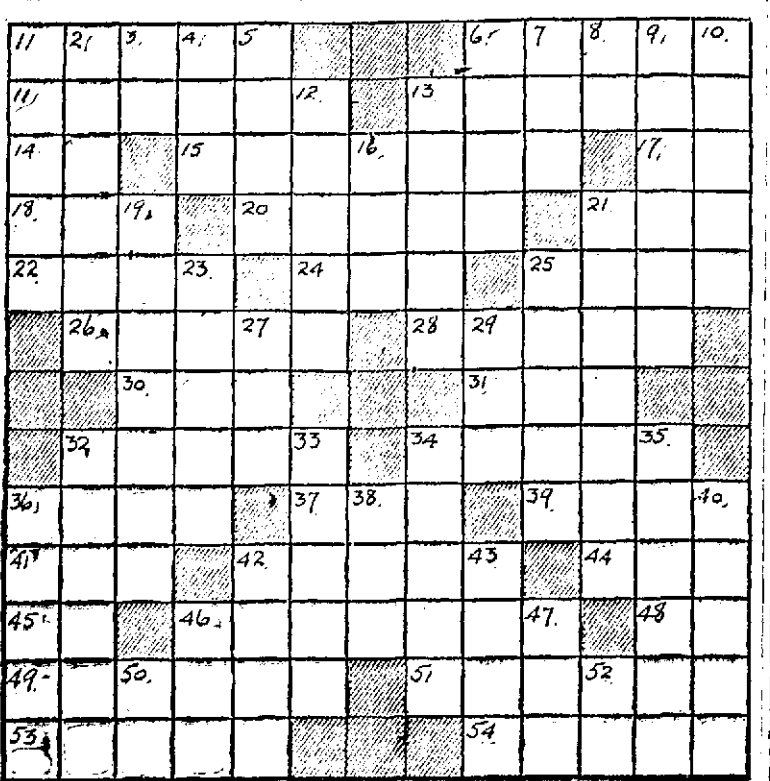 11 2, 3. 4, 5 6. 7 8. 9, 10.
11, 12. 13.
14. 15 16. 17,
18. 19. 20 21.
22. 23. 24 25
26. 27 28 29
30. 31.
32 33 34 35.
36, 37 38. 39 40.
41 42. 43 44
45. 46. 47. 48
49. 50. 51 52
53. 54.